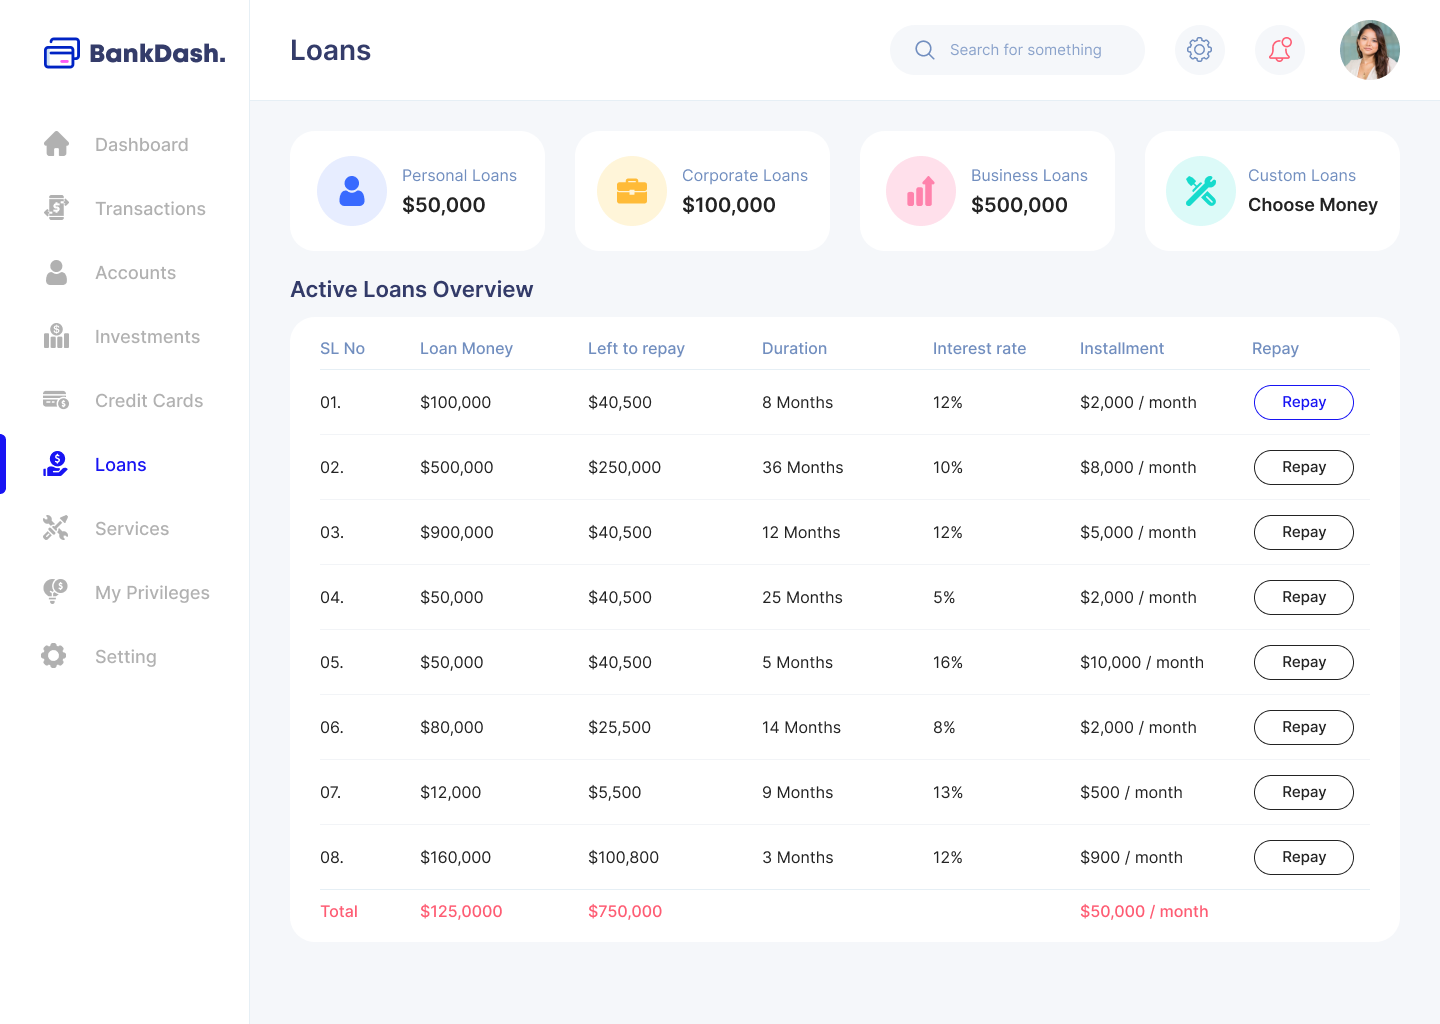 BankDash.
Loans
Search for something
Dashboard
Transactions
Accounts
Investments
Credit Cards
Loans
Services
My Privileges
Setting
Personal Loans
$50,000
Corporate Loans
$100,000
Business Loans
$500,000
Custom Loans
Choose Money
Active Loans Overview
SL No Loan Money Left to repay Duration Interest rate Installment Repay
01. $100,000 $40,500 8 Months 12% $2,000 / month Repay
02. $500,000 $250,000 36 Months 10% $8,000 / month Repay
03. $900,000 $40,500 12 Months 12% $5,000 / month Repay
04. $50,000 $40,500 25 Months 5% $2,000 / month Repay
05. $50,000 $40,500 5 Months 16% $10,000 / month Repay
06. $80,000 $25,500 14 Months 8% $2,000 / month Repay
07. $12,000 $5,500 9 Months 13% $500 / month Repay
08. $160,000 $100,800 3 Months 12% $900 / month Repay
Total $125,0000 $750,000 $50,000 / month